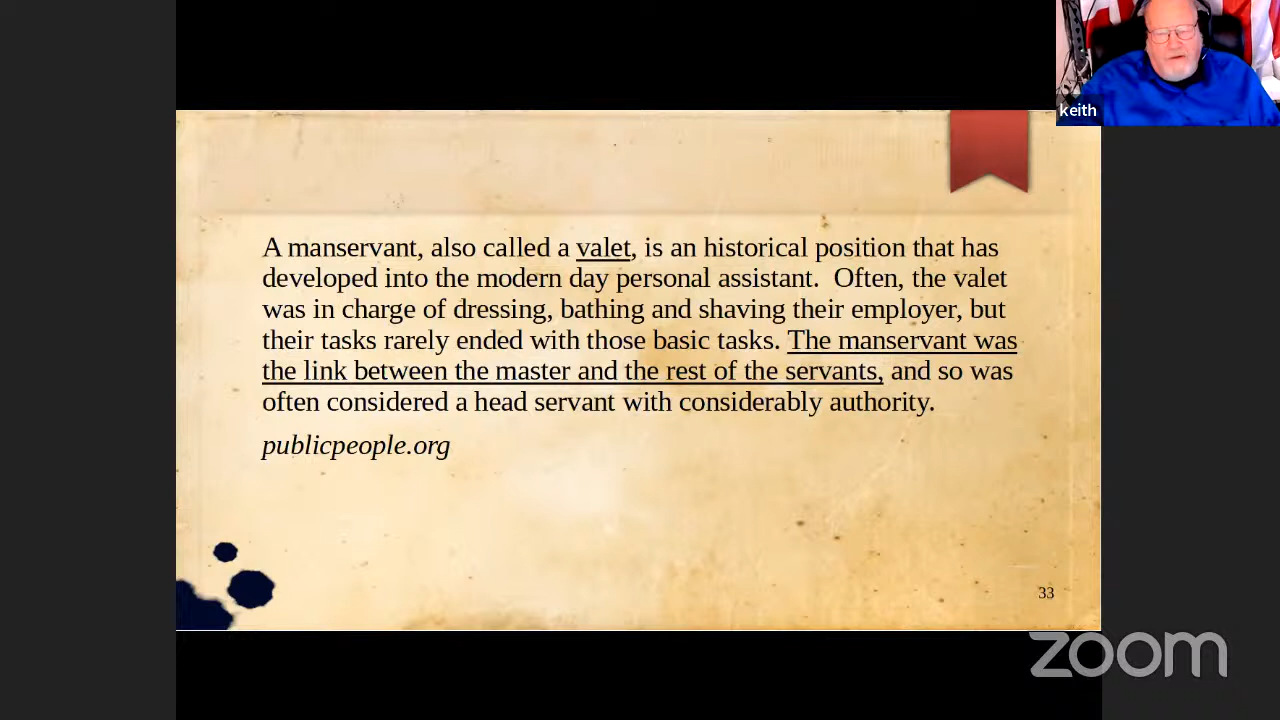 keith
A manservant, also called a valet, is an historical position that has
developed into the modern day personal assistant.  Often, the valet
was in charge of dressing, bathing and shaving their employer, but
their tasks rarely ended with those basic tasks. The manservant was
the link between the master and the rest of the servants, and so was
often considered a head servant with considerably authority.
publicpeople.org
33
zoom